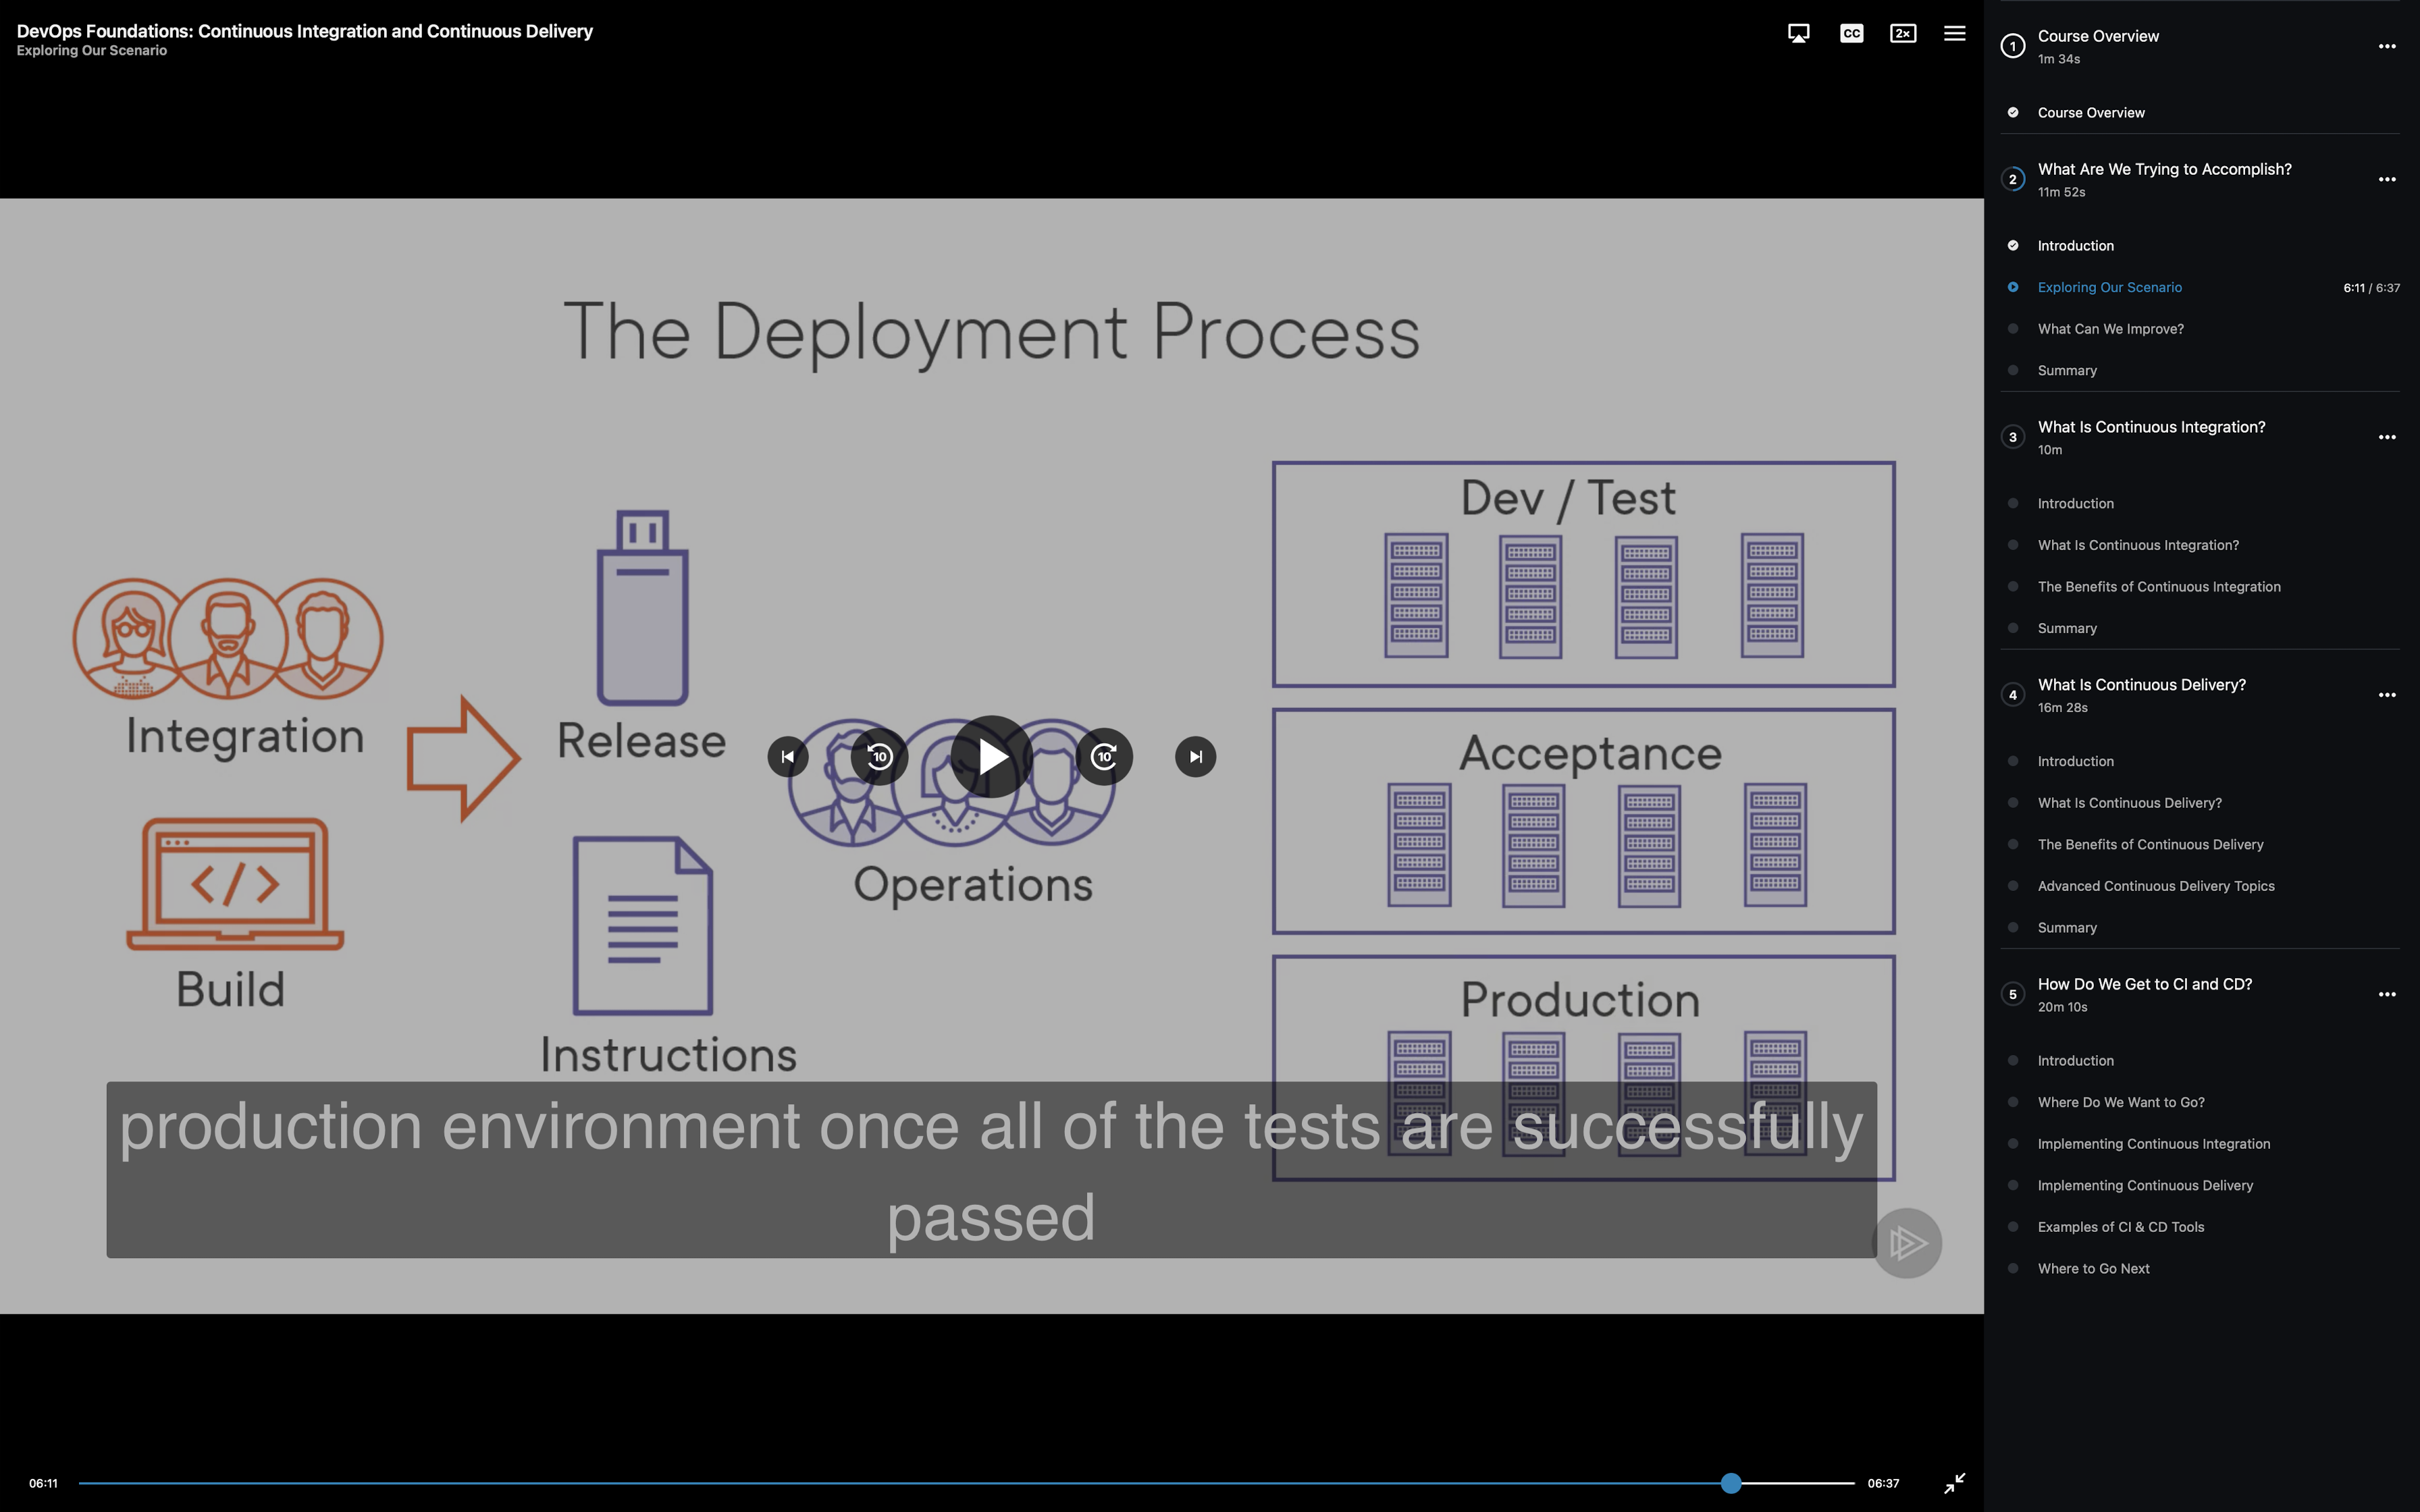 DevOps Foundations: Continuous Integration and Continuous Delivery
Exploring Our Scenario
CC
2×
The Deployment Process
Integration
Build
Release
Instructions
10
10
Operations
Dev / Test
Acceptance
Production
production environment once all of the tests are successfully
passed
06:11
06:37
1
Course Overview
1m 34s
Course Overview
2
What Are We Trying to Accomplish?
11m 52s
Introduction
Exploring Our Scenario 6:11 / 6:37
What Can We Improve?
Summary
3
What Is Continuous Integration?
10m
Introduction
What Is Continuous Integration?
The Benefits of Continuous Integration
Summary
4
What Is Continuous Delivery?
16m 28s
Introduction
What Is Continuous Delivery?
The Benefits of Continuous Delivery
Advanced Continuous Delivery Topics
Summary
5
How Do We Get to CI and CD?
20m 10s
Introduction
Where Do We Want to Go?
Implementing Continuous Integration
Implementing Continuous Delivery
Examples of CI & CD Tools
Where to Go Next